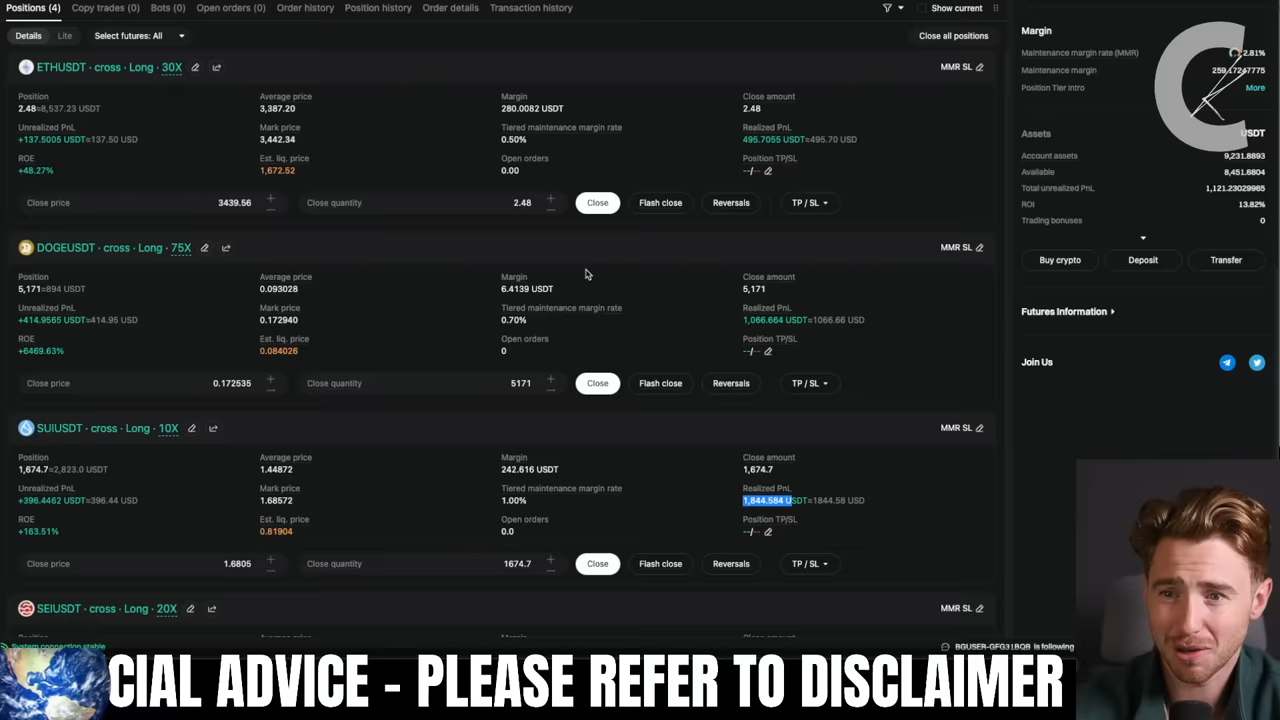 Positions (4) Copy trades (0) Bots (0) Open orders (0) Order history Position history Order details Transaction history Show current
Details Lite Select futures: All Close all positions
ETHUSDT · cross · Long · 30X MMR SL
Position Average price Margin Close amount
2.48≈8,537.23 USDT 3,387.20 280.0082 USDT 2.48
Unrealized PnL Mark price Tiered maintenance margin rate Realized PnL
+137.5005 USDT≈137.50 USD 3,442.34 0.50% 495.7055 USDT≈495.70 USD
ROE Est. liq. price Open orders Position TP/SL
+48.27% 1,672.52 0.00 --/--
Close price 3439.56 Close quantity 2.48 Close Flash close Reversals TP / SL
DOGEUSDT · cross · Long · 75X MMR SL
Position Average price Margin Close amount
5,171≈894 USDT 0.093028 6.4139 USDT 5,171
Unrealized PnL Mark price Tiered maintenance margin rate Realized PnL
+414.9565 USDT≈414.95 USD 0.172940 0.70% 1,066.664 USDT≈1066.66 USD
ROE Est. liq. price Open orders Position TP/SL
+6469.63% 0.084026 0 --/--
Close price 0.172535 Close quantity 5171 Close Flash close Reversals TP / SL
SUIUSDT · cross · Long · 10X MMR SL
Position Average price Margin Close amount
1,674.7≈2,823.0 USDT 1.44872 242.616 USDT 1,674.7
Unrealized PnL Mark price Tiered maintenance margin rate Realized PnL
+396.4462 USDT≈396.44 USD 1.68572 1.00% 1,844.584 USDT≈1844.58 USD
ROE Est. liq. price Open orders Position TP/SL
+163.51% 0.81904 0.0 --/--
Close price 1.6805 Close quantity 1674.7 Close Flash close Reversals TP / SL
SEIUSDT · cross · Long · 20X MMR SL
System connection stable BGUSER-GFG31BQB is following
Margin
Maintenance margin rate (MMR) 2.81%
Maintenance margin 259.17247775
Position Tier Intro More
Assets USDT
Account assets 9,231.8893
Available 8,451.6604
Total unrealized PnL 1,121.23029965
ROI 13.82%
Trading bonuses 0
Buy crypto Deposit Transfer
Futures Information
Join Us
CIAL ADVICE - PLEASE REFER TO DISCLAIMER